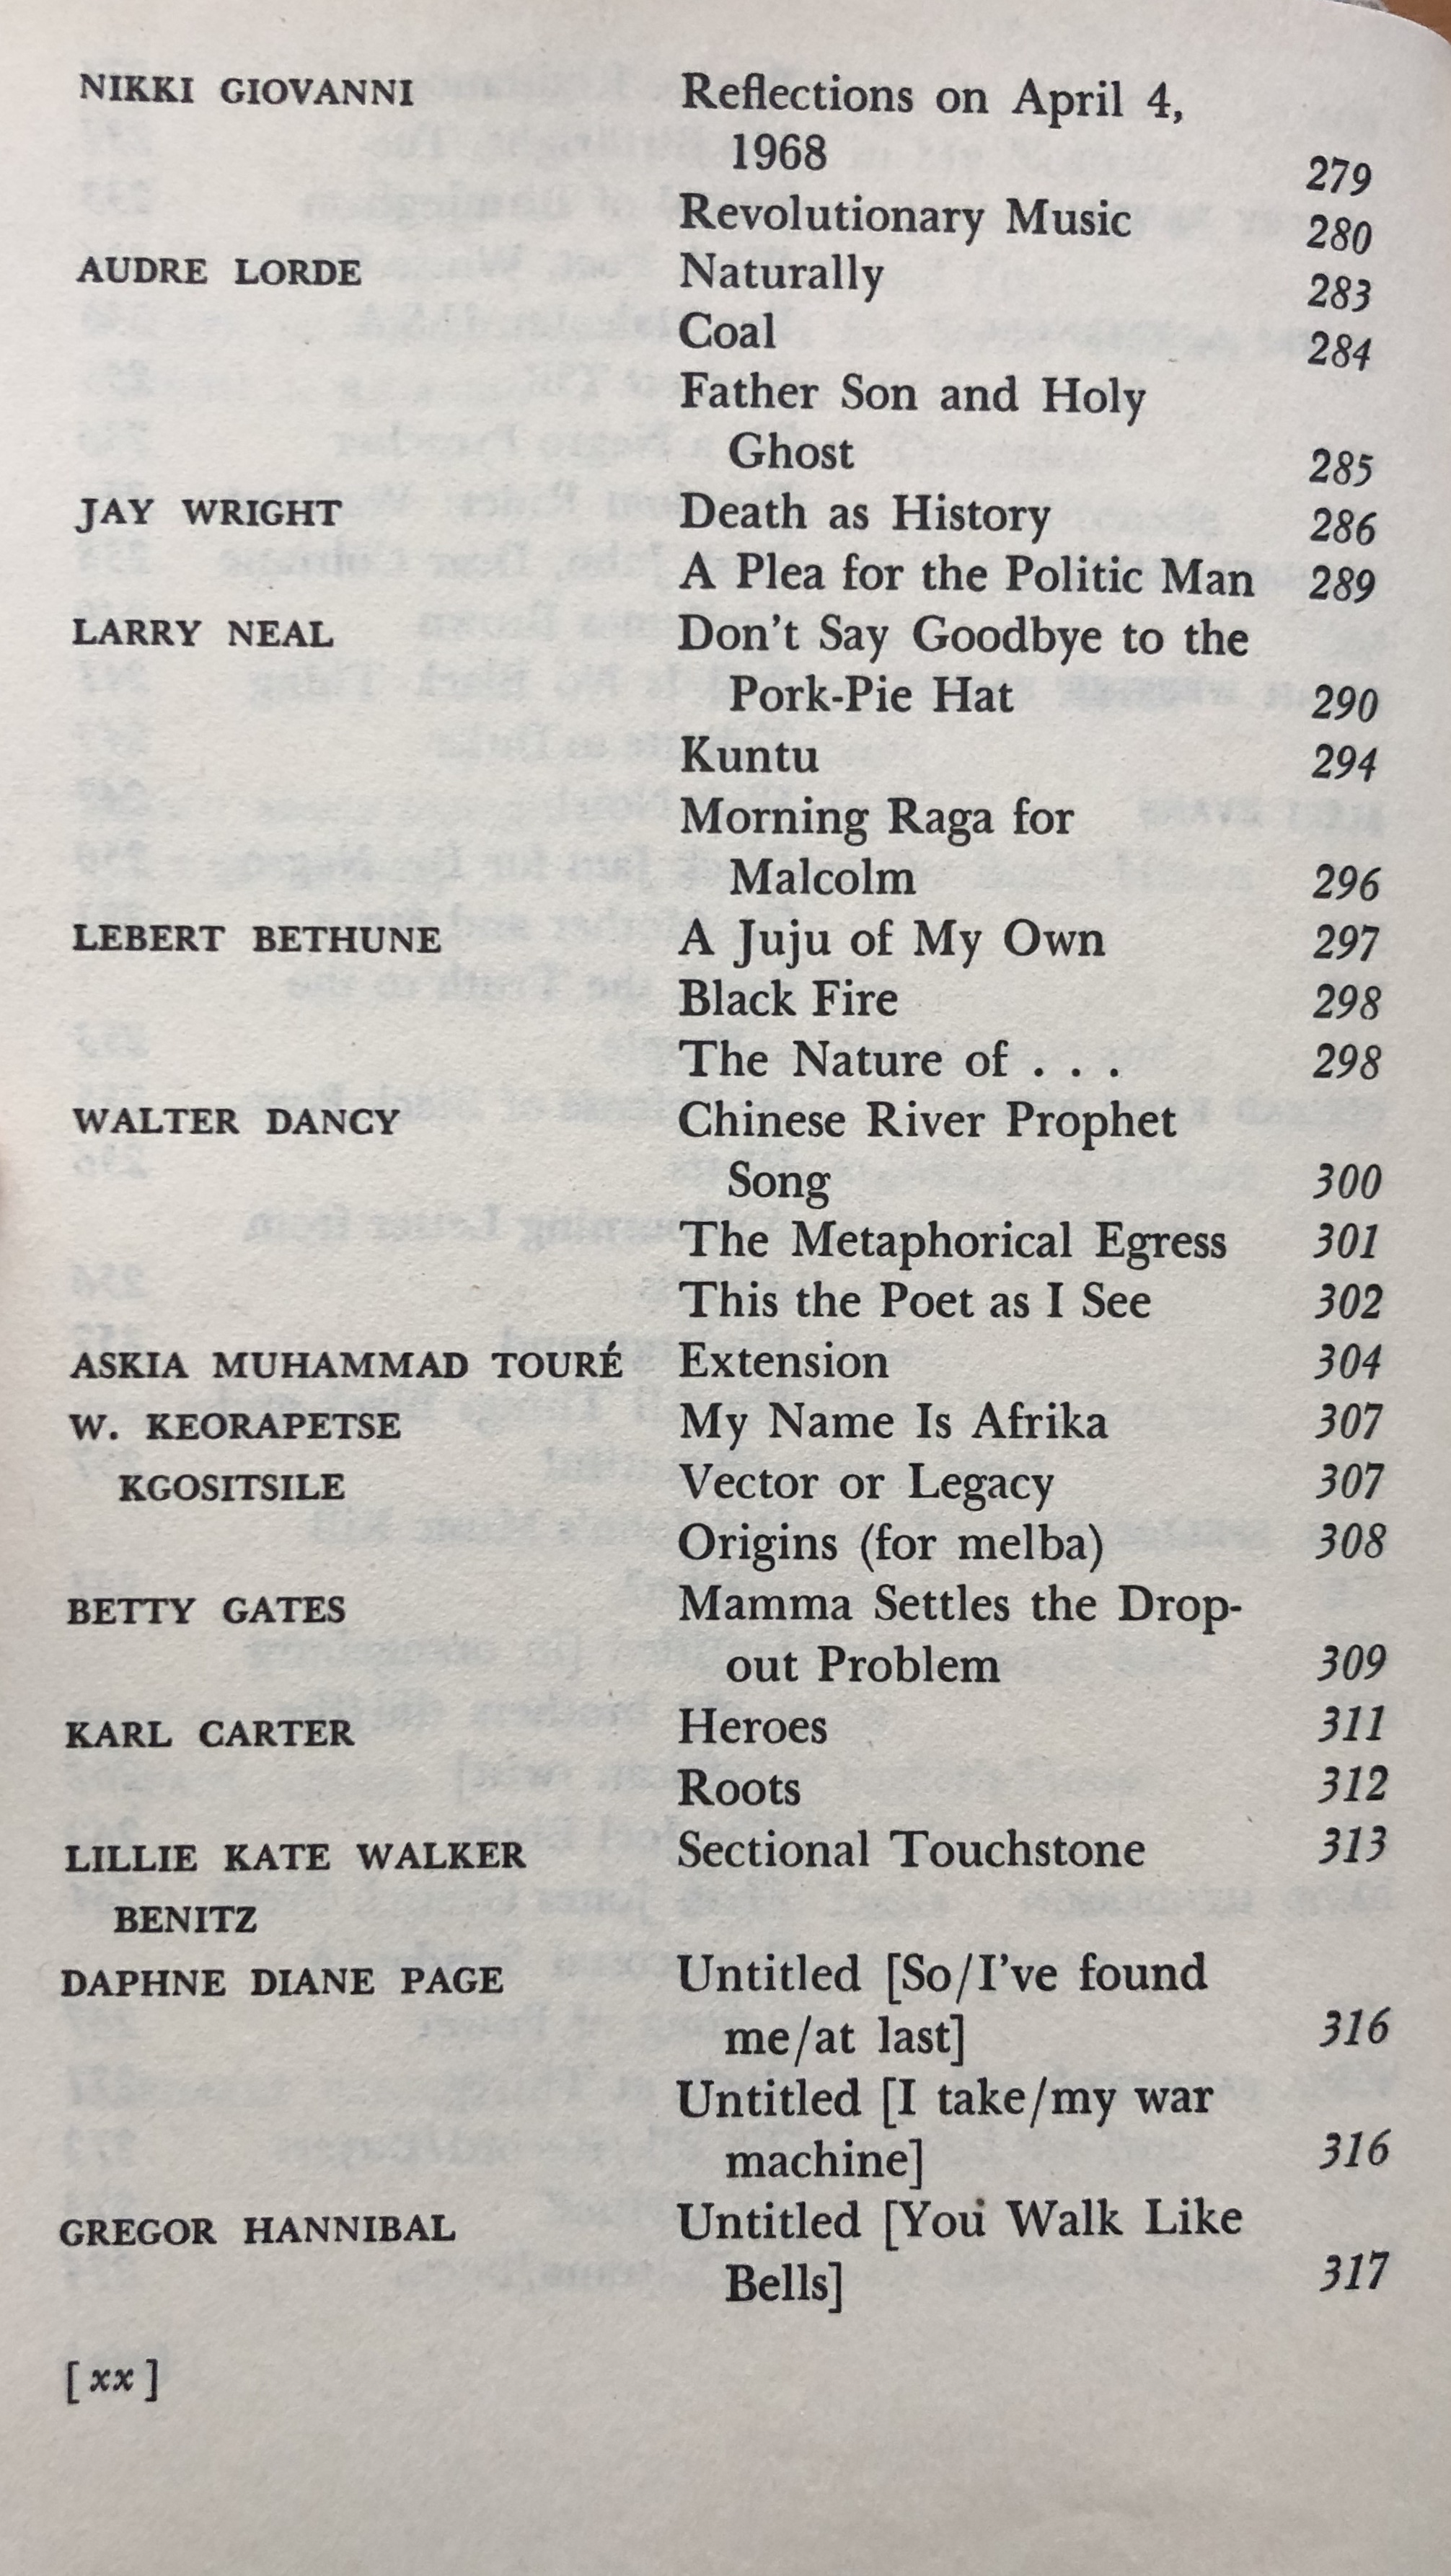 NIKKI GIOVANNI Reflections on April 4,
1968 279
Revolutionary Music 280
AUDRE LORDE Naturally 283
Coal 284
Father Son and Holy
Ghost 285
JAY WRIGHT Death as History 286
A Plea for the Politic Man 289
LARRY NEAL Don't Say Goodbye to the
Pork-Pie Hat 290
Kuntu 294
Morning Raga for
Malcolm 296
LEBERT BETHUNE A Juju of My Own 297
Black Fire 298
The Nature of . . . 298
WALTER DANCY Chinese River Prophet
Song 300
The Metaphorical Egress 301
This the Poet as I See 302
ASKIA MUHAMMAD TOURÉ Extension 304
W. KEORAPETSE My Name Is Afrika 307
KGOSITSILE Vector or Legacy 307
Origins (for melba) 308
BETTY GATES Mamma Settles the Drop-
out Problem 309
KARL CARTER Heroes 311
Roots 312
LILLIE KATE WALKER Sectional Touchstone 313
BENITZ
DAPHNE DIANE PAGE Untitled [So/I've found
me/at last] 316
Untitled [I take/my war
machine] 316
GREGOR HANNIBAL Untitled [You Walk Like
Bells] 317
[xx]